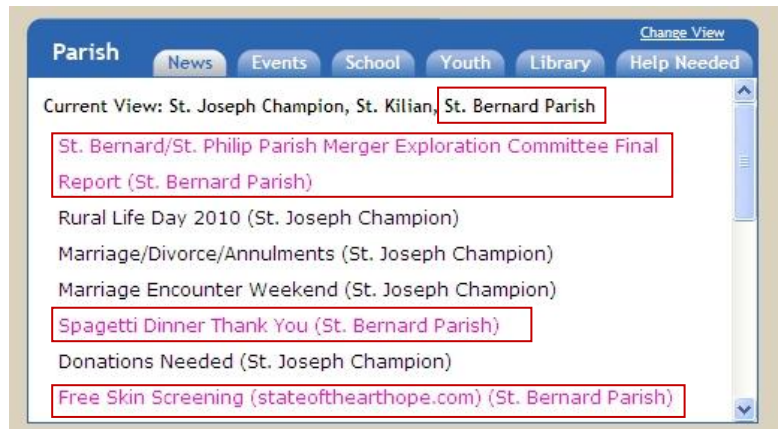 Change View
Parish News Events School Youth Library Help Needed
Current View: St. Joseph Champion, St. Kilian, St. Bernard Parish
St. Bernard/St. Philip Parish Merger Exploration Committee Final
Report (St. Bernard Parish)
Rural Life Day 2010 (St. Joseph Champion)
Marriage/Divorce/Annulments (St. Joseph Champion)
Marriage Encounter Weekend (St. Joseph Champion)
Spagetti Dinner Thank You (St. Bernard Parish)
Donations Needed (St. Joseph Champion)
Free Skin Screening (stateofthearthope.com) (St. Bernard Parish)